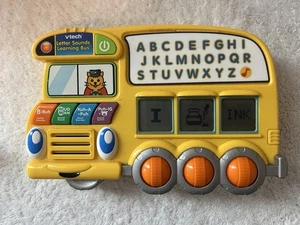 vtech
Letter Sounds
Learning Bus
ABCDEFGHI
JKLMNOPQR
STUVWXYZ
I
INK